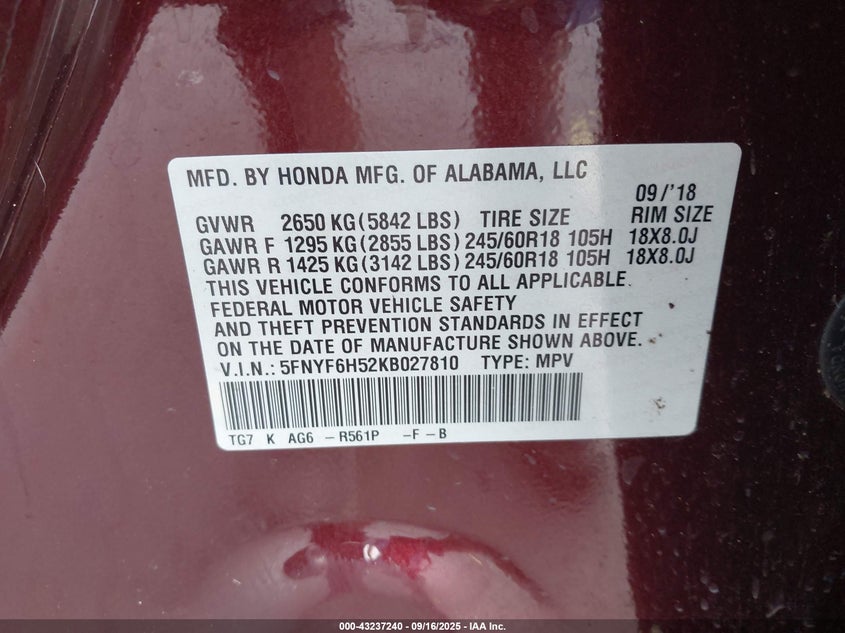 MFD. BY HONDA MFG. OF ALABAMA, LLC
09/'18
GVWR 2650 KG (5842 LBS) TIRE SIZE RIM SIZE
GAWR F 1295 KG (2855 LBS) 245/60R18 105H 18X8.0J
GAWR R 1425 KG (3142 LBS) 245/60R18 105H 18X8.0J
THIS VEHICLE CONFORMS TO ALL APPLICABLE
FEDERAL MOTOR VEHICLE SAFETY
AND THEFT PREVENTION STANDARDS IN EFFECT
ON THE DATE OF MANUFACTURE SHOWN ABOVE.
V.I.N.: 5FNYF6H52KB027810 TYPE: MPV
TG7 K AG6 - R561P - F - B
000-43237240 - 09/16/2025 - IAA Inc.